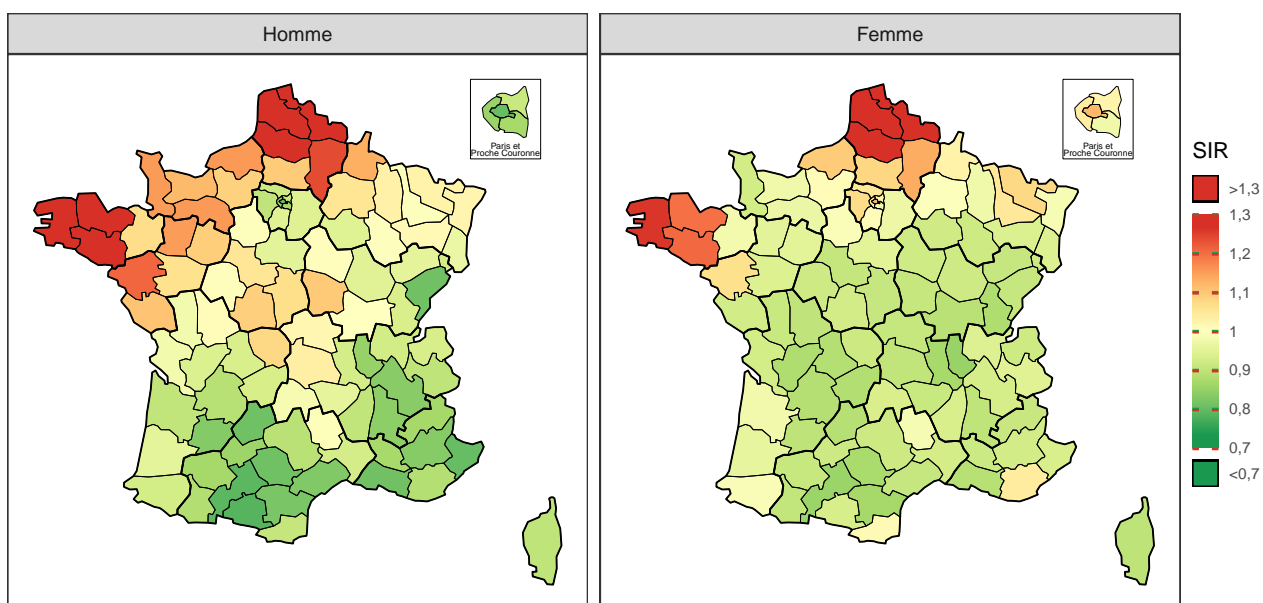 Homme
Femme
Paris et
Proche Couronne
Paris et
Proche Couronne
SIR
>1,3
1,3
1,2
1,1
1
0,9
0,8
0,7
<0,7